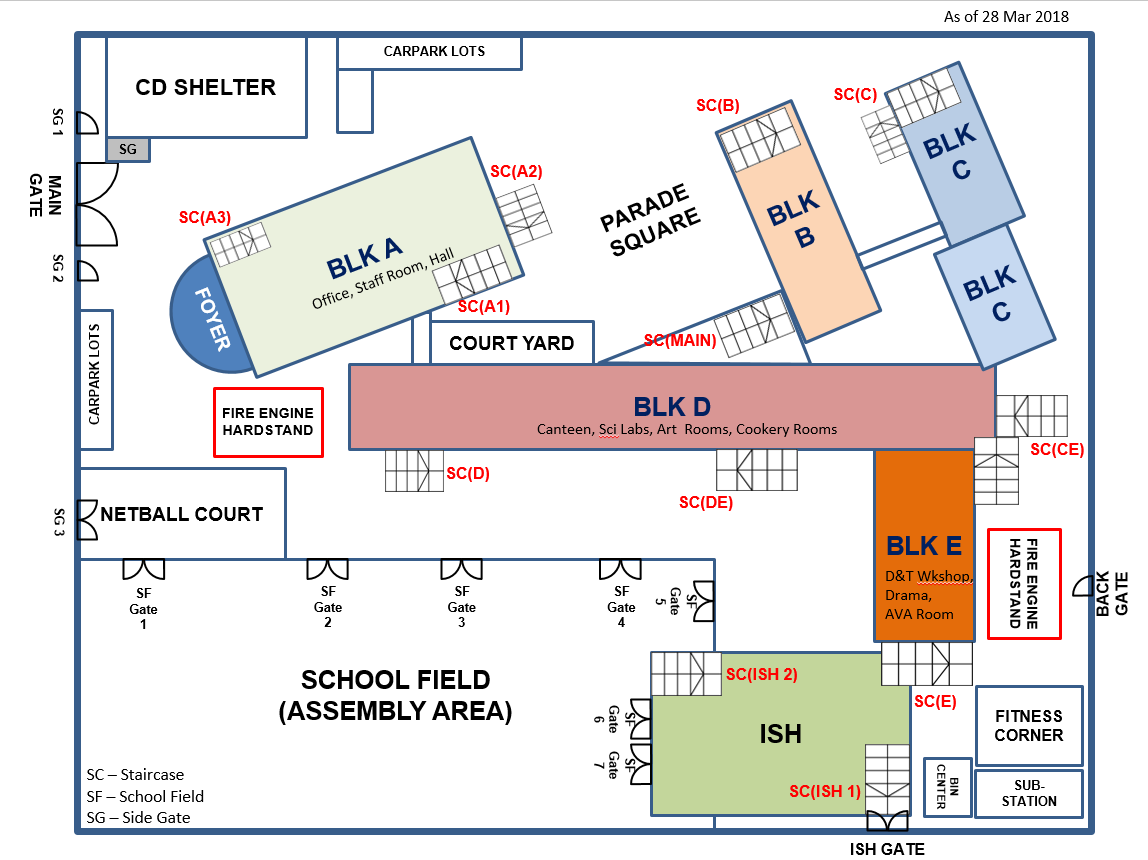 As of 28 Mar 2018
CARPARK LOTS
CD SHELTER
SG 1
SG
MAIN
GATE
SG 2
SC(A3)
SC(A2)
BLK A
Office, Staff Room, Hall
SC(A1)
FOYER
PARADE
SQUARE
SC(B)
BLK
B
SC(C)
BLK
C
BLK
C
SC(MAIN)
COURT YARD
CARPARK LOTS
FIRE ENGINE
HARDSTAND
BLK D
Canteen, Sci Labs, Art Rooms, Cookery Rooms
SC(D)
SC(DE)
SC(CE)
SG 3
NETBALL COURT
BLK E
D&T Wkshop,
Drama,
AVA Room
FIRE ENGINE
HARDSTAND
BACK
GATE
SF
Gate
1
SF
Gate
2
SF
Gate
3
SF
Gate
4
SF
Gate
5
SCHOOL FIELD
(ASSEMBLY AREA)
SC(ISH 2)
SC(E)
SF
Gate
6
SF
Gate
7
ISH
SC(ISH 1)
FITNESS
CORNER
BIN
CENTER
SUB-
STATION
SC – Staircase
SF – School Field
SG – Side Gate
ISH GATE